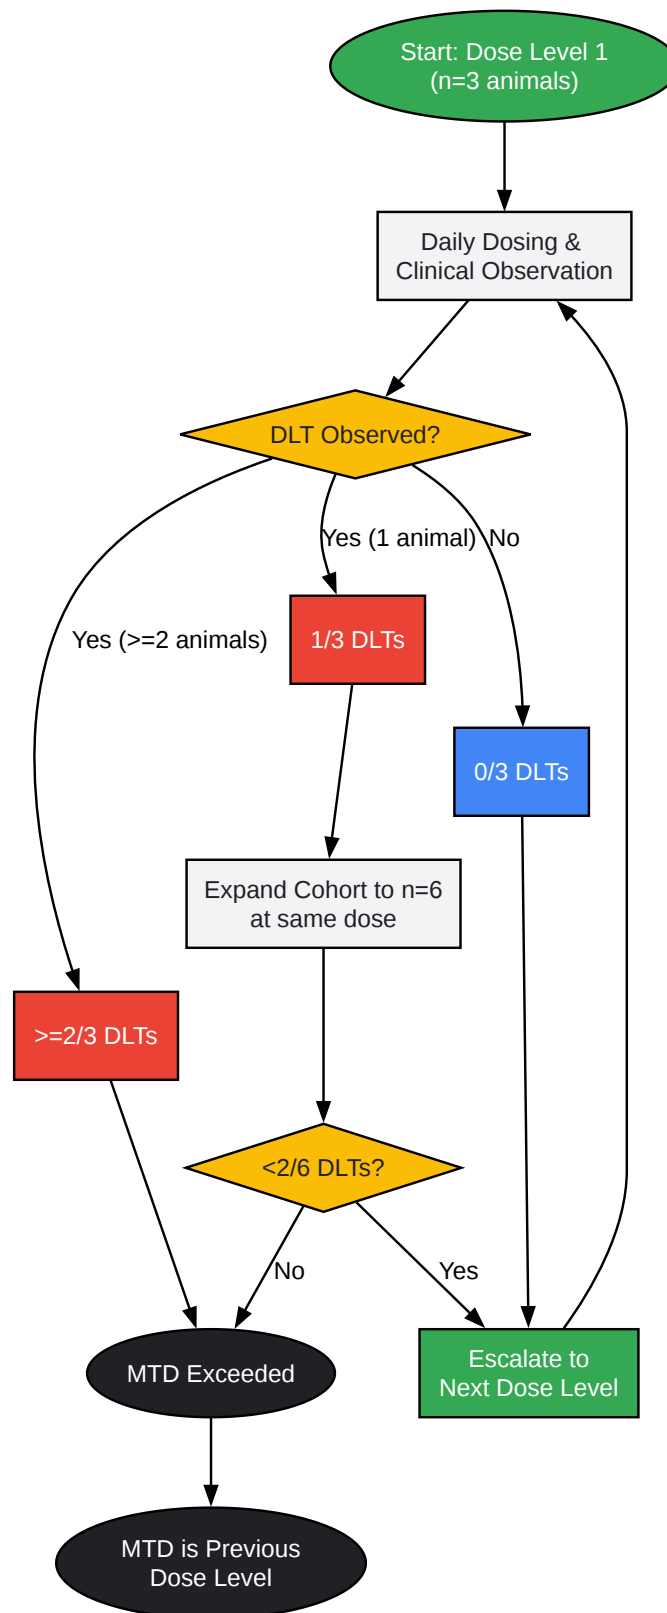 Start: Dose Level 1
(n=3 animals)
Daily Dosing &
Clinical Observation
DLT Observed?
Yes (1 animal)
No
Yes (>=2 animals)
1/3 DLTs
0/3 DLTs
Expand Cohort to n=6
at same dose
>=2/3 DLTs
<2/6 DLTs?
No
Yes
MTD Exceeded
Escalate to
Next Dose Level
MTD is Previous
Dose Level